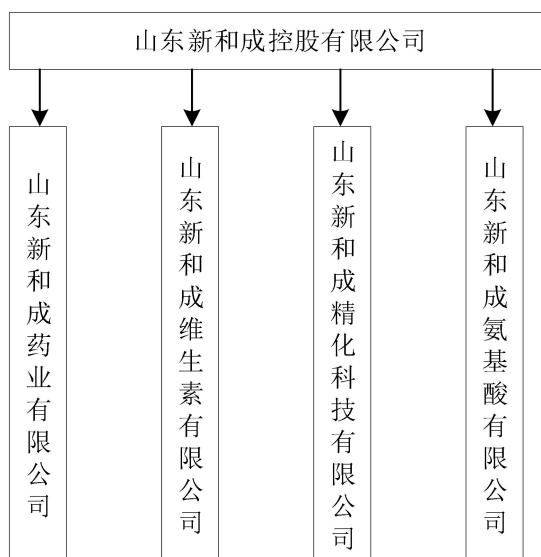 山东新和成控股有限公司
山东新和成药业有限公司
山东新和成维生素有限公司
山东新和成精化科技有限公司
山东新和成氨基酸有限公司